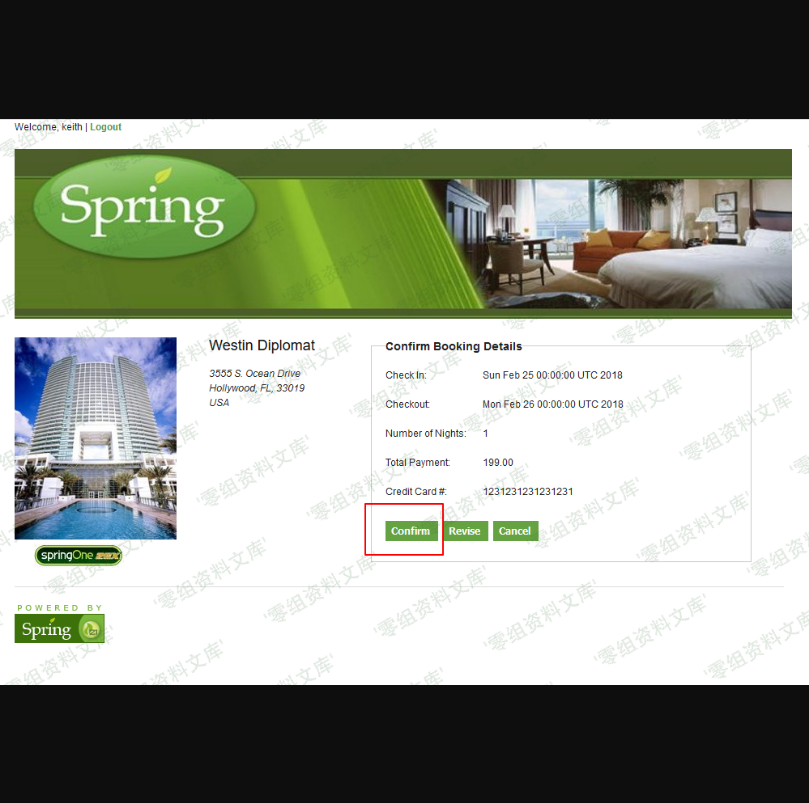 Welcome, keith | Logout
Spring
Westin Diplomat
3555 S. Ocean Drive
Hollywood, FL, 33019
USA
Confirm Booking Details
Check In: Sun Feb 25 00:00:00 UTC 2018
Checkout: Mon Feb 26 00:00:00 UTC 2018
Number of Nights: 1
Total Payment: 199.00
Credit Card #: 1231231231231231
Confirm Revise Cancel
springOne 2GX
POWERED BY
Spring
零组资料文库